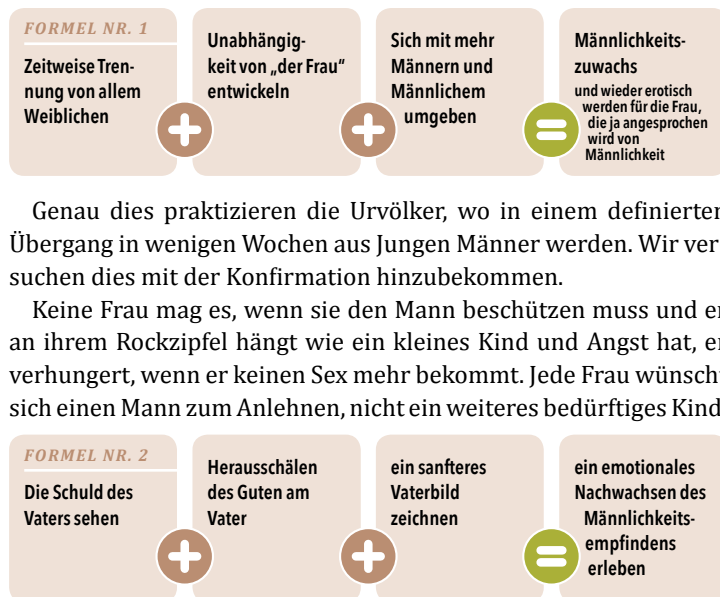 FORMEL NR. 1
Zeitweise Tren-
nung von allem
Weiblichen
Unabhängig-
keit von „der Frau“
entwickeln
Sich mit mehr
Männern und
Männlichem
umgeben
Männlichkeits-
zuwachs
und wieder erotisch
werden für die Frau,
die ja angesprochen
wird von
Männlichkeit
Genau dies praktizieren die Urvölker, wo in einem definierten
Übergang in wenigen Wochen aus Jungen Männer werden. Wir ver
suchen dies mit der Konfirmation hinzubekommen.
Keine Frau mag es, wenn sie den Mann beschützen muss und er
an ihrem Rockzipfel hängt wie ein kleines Kind und Angst hat, er
verhungert, wenn er keinen Sex mehr bekommt. Jede Frau wünscht
sich einen Mann zum Anlehnen, nicht ein weiteres bedürftiges Kind
FORMEL NR. 2
Die Schuld des
Vaters sehen
Herausschälen
des Guten am
Vater
ein sanfteres
Vaterbild
zeichnen
ein emotionales
Nachwachsen des
Männlichkeits-
empfindens
erleben